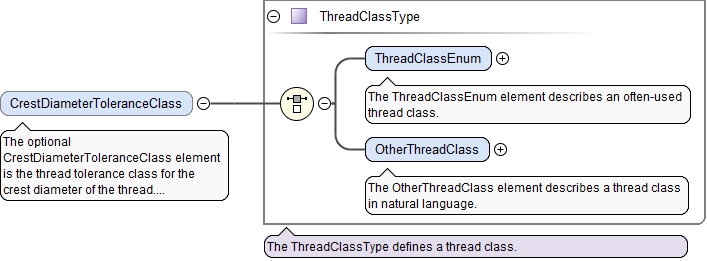 ThreadClassType
ThreadClassEnum
The ThreadClassEnum element describes an often-used
thread class.
CrestDiameterToleranceClass
The optional
CrestDiameterToleranceClass element
is the thread tolerance class for the
crest diameter of the thread....
OtherThreadClass
The OtherThreadClass element describes a thread class
in natural language.
The ThreadClassType defines a thread class.